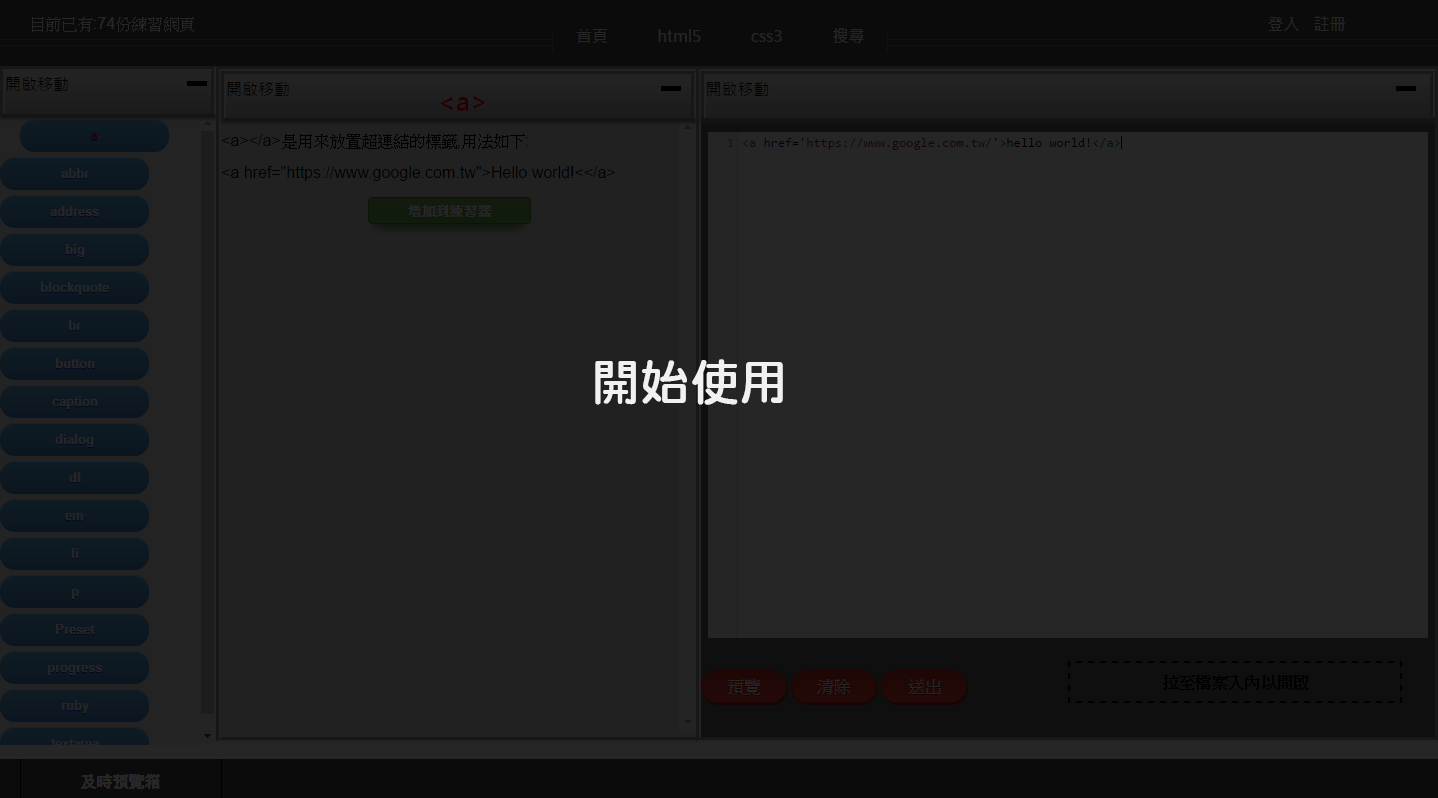 目前已有:74份練習網頁
首頁 html5 css3 搜尋
登入 註冊
開啟移動
a
abbr
address
big
blockquote
br
button
caption
dialog
dl
em
li
p
Preset
progress
ruby
textarea
開啟移動
<a>
<a></a>是用來放置超連結的標籤,用法如下:
<a href="https://www.google.com.tw">Hello world!<</a>
增加到練習器
開始使用
開啟移動
1 <a href='https://www.google.com.tw/'>hello world!</a>
預覽 清除 送出
拉至檔案入內以開啟
及時預覽箱